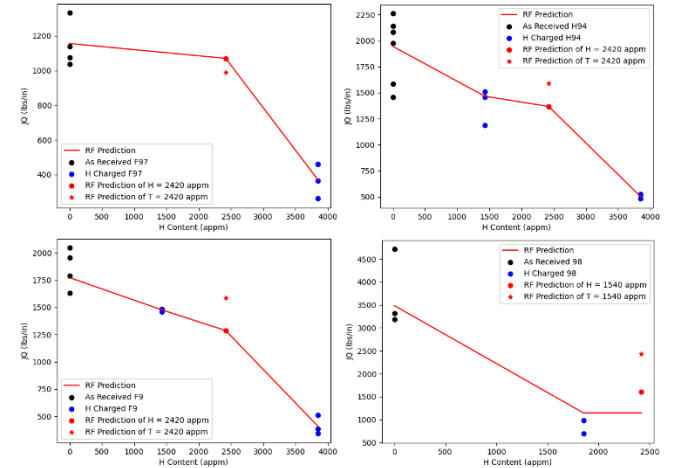 1200
1000
800
600
400
JQ (lbs/in)
RF Prediction
As Received F97
H Charged F97
RF Prediction of H = 2420 appm
RF Prediction of T = 2420 appm
0 500 1000 1500 2000 2500 3000 3500 4000
H Content (appm)
2250
2000
1750
1500
1250
1000
750
500
JQ (lbs/in)
RF Prediction
As Received H94
H Charged H94
RF Prediction of H = 2420 appm
RF Prediction of T = 2420 appm
0 500 1000 1500 2000 2500 3000 3500 4000
H Content (appm)
2000
1750
1500
1250
1000
750
500
JQ (lbs/in)
RF Prediction
As Received F9
H Charged F9
RF Prediction of H = 2420 appm
RF Prediction of T = 2420 appm
0 500 1000 1500 2000 2500 3000 3500 4000
H Content (appm)
4500
4000
3500
3000
2500
2000
1500
1000
500
JQ (lbs/in)
RF Prediction
As Received 98
H Charged 98
RF Prediction of H = 1540 appm
RF Prediction of T = 1540 appm
0 500 1000 1500 2000 2500
H Content (appm)